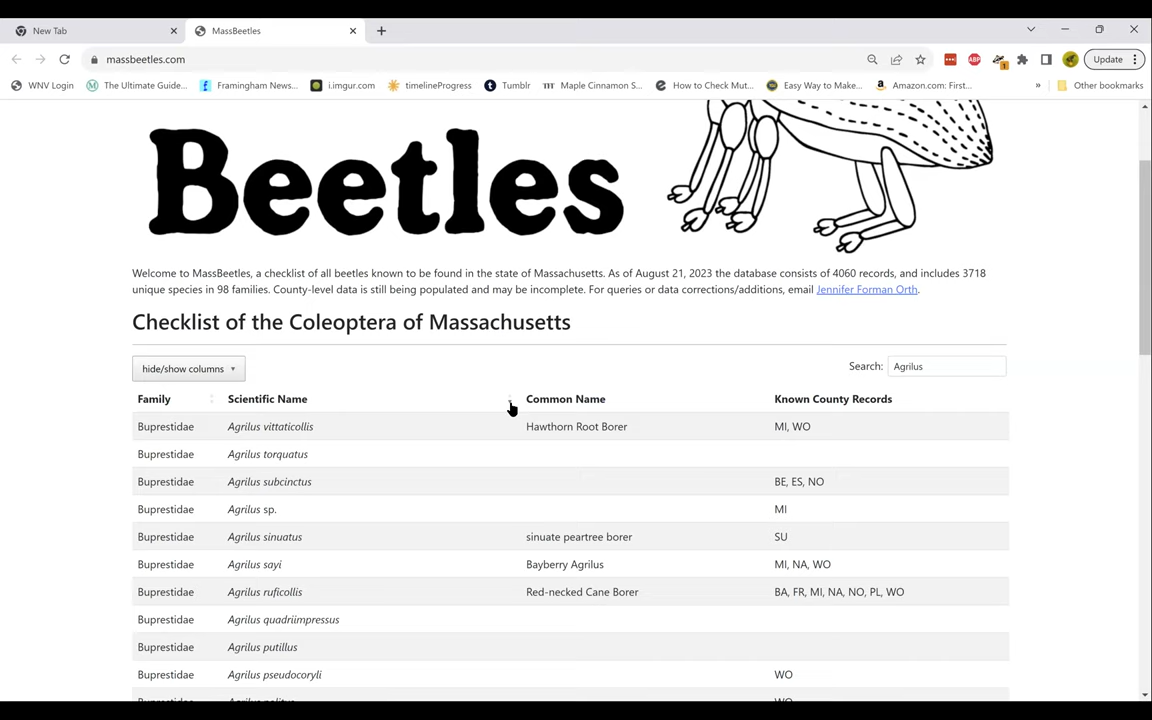 New Tab
MassBeetles
massbeetles.com
Update
WNV Login
The Ultimate Guide...
Framingham News...
i.imgur.com
timelineProgress
Tumblr
Maple Cinnamon S...
How to Check Mut...
Easy Way to Make...
Amazon.com: First...
»
Other bookmarks
Beetles
Welcome to MassBeetles, a checklist of all beetles known to be found in the state of Massachusetts. As of August 21, 2023 the database consists of 4060 records, and includes 3718
unique species in 98 families. County-level data is still being populated and may be incomplete. For queries or data corrections/additions, email Jennifer Forman Orth.
Checklist of the Coleoptera of Massachusetts
hide/show columns
Search: Agrilus
Family Scientific Name Common Name Known County Records
Buprestidae Agrilus vittaticollis Hawthorn Root Borer MI, WO
Buprestidae Agrilus torquatus
Buprestidae Agrilus subcinctus BE, ES, NO
Buprestidae Agrilus sp. MI
Buprestidae Agrilus sinuatus sinuate peartree borer SU
Buprestidae Agrilus sayi Bayberry Agrilus MI, NA, WO
Buprestidae Agrilus ruficollis Red-necked Cane Borer BA, FR, MI, NA, NO, PL, WO
Buprestidae Agrilus quadriimpressus
Buprestidae Agrilus putillus
Buprestidae Agrilus pseudocoryli WO